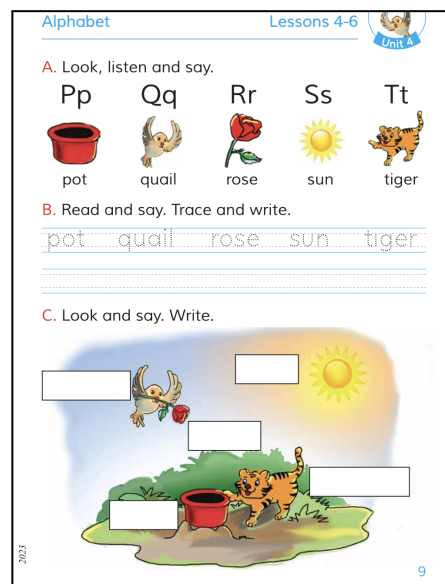 Alphabet Lessons 4-6
Unit 4
A. Look, listen and say.
Pp Qq Rr Ss Tt
pot quail rose sun tiger
B. Read and say. Trace and write.
pot quail rose sun tiger
C. Look and say. Write.
2023
9